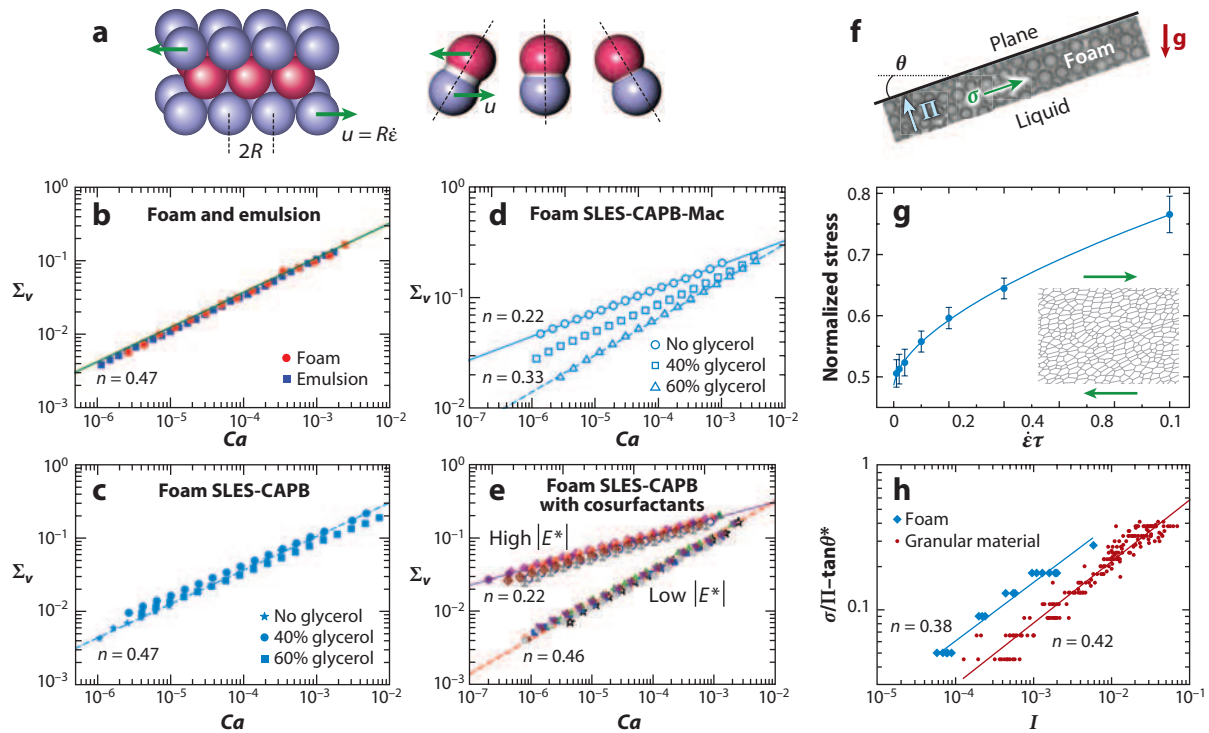 a
u = Rε̇
2R
u
f
Plane
θ
Foam
σ
Π
Liquid
g
b
Foam and emulsion
10⁰
10⁻¹
10⁻²
10⁻³
Σᵥ
n = 0.47
Foam
Emulsion
10⁻⁶ 10⁻⁵ 10⁻⁴ 10⁻³ 10⁻²
Ca
d
Foam SLES-CAPB-Mac
10⁰
10⁻¹
10⁻²
Σᵥ
n = 0.22
n = 0.33
No glycerol
40% glycerol
60% glycerol
10⁻⁷ 10⁻⁶ 10⁻⁵ 10⁻⁴ 10⁻³ 10⁻²
Ca
g
Normalized stress
0.8
0.7
0.6
0.5
0 0.2 0.4 0.6 0.8 0.1
ε̇τ
c
Foam SLES-CAPB
10⁰
10⁻¹
10⁻²
10⁻³
Σᵥ
n = 0.47
No glycerol
40% glycerol
60% glycerol
10⁻⁶ 10⁻⁵ 10⁻⁴ 10⁻³ 10⁻²
Ca
e
Foam SLES-CAPB
with cosurfactants
10⁰
10⁻¹
10⁻²
10⁻³
Σᵥ
High |E*|
n = 0.22
Low |E*|
n = 0.46
10⁻⁷ 10⁻⁶ 10⁻⁵ 10⁻⁴ 10⁻³ 10⁻²
Ca
h
Foam
Granular material
σ/Π–tanθ*
1
0.1
n = 0.38
n = 0.42
10⁻⁵ 10⁻⁴ 10⁻³ 10⁻² 10⁻¹
I